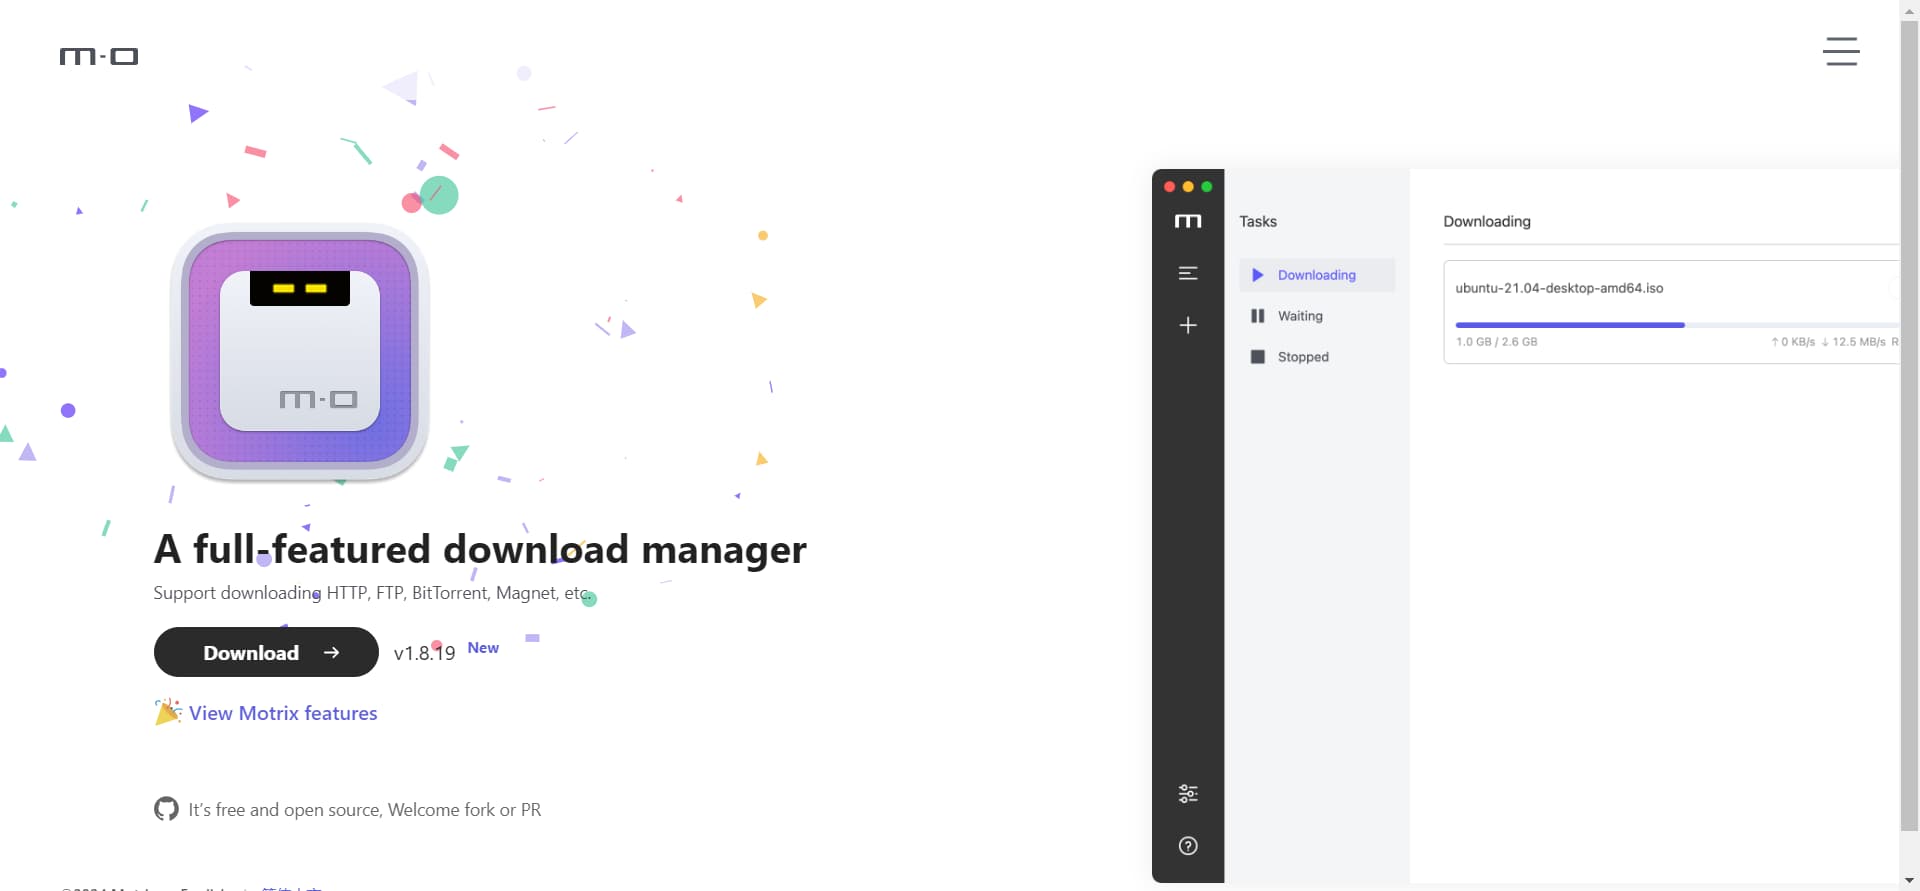 m-o
m-o
A full-featured download manager
Support downloading HTTP, FTP, BitTorrent, Magnet, etc.
Download →
v1.8.19
New
View Motrix features
It's free and open source, Welcome fork or PR
m
Tasks
Downloading
Waiting
Stopped
Downloading
ubuntu-21.04-desktop-amd64.iso
1.0 GB / 2.6 GB
↑ 0 KB/s ↓ 12.5 MB/s R